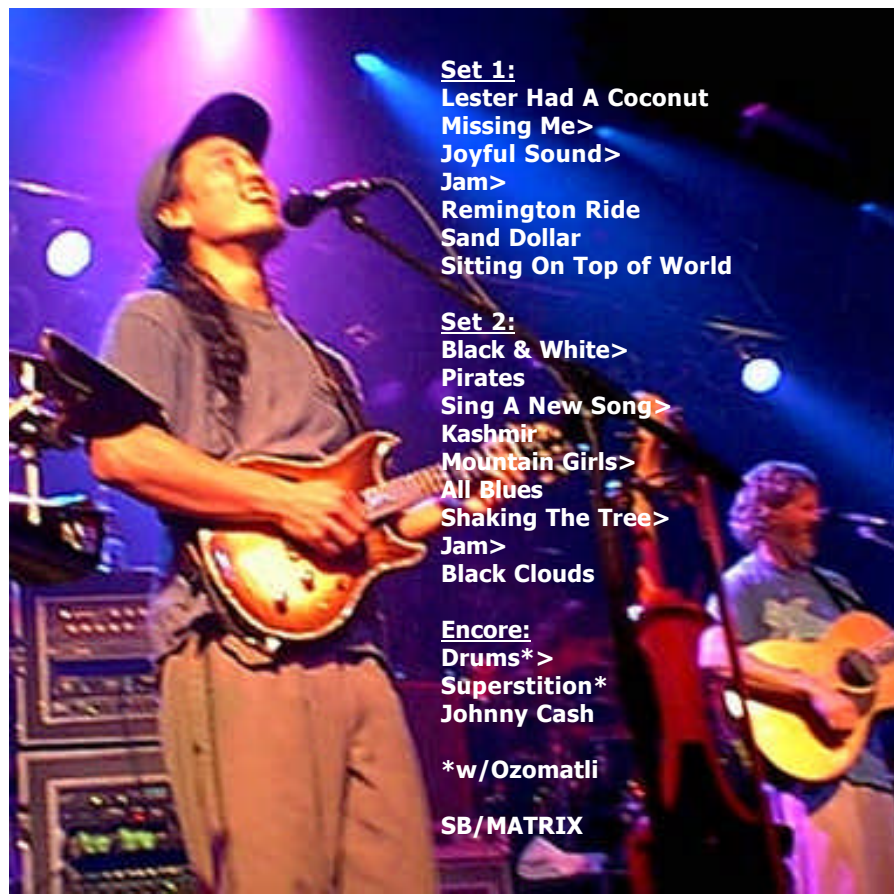 Set 1:
Lester Had A Coconut
Missing Me>
Joyful Sound>
Jam>
Remington Ride
Sand Dollar
Sitting On Top of World
Set 2:
Black & White>
Pirates
Sing A New Song>
Kashmir
Mountain Girls>
All Blues
Shaking The Tree>
Jam>
Black Clouds
Encore:
Drums*>
Superstition*
Johnny Cash
*w/Ozomatli
SB/MATRIX